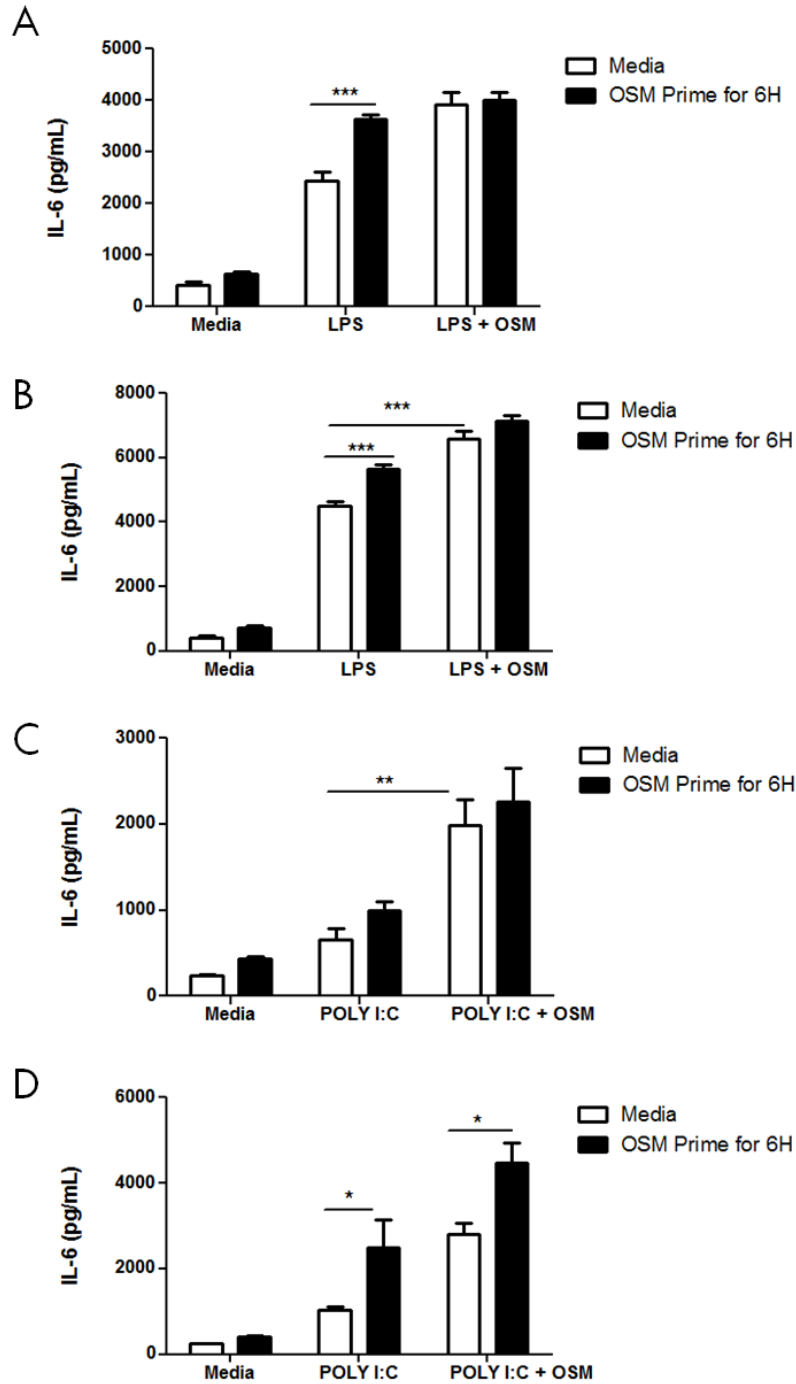 A
5000
4000
3000
2000
1000
0
IL-6 (pg/mL)
***
Media
OSM Prime for 6H
Media LPS LPS + OSM
B
8000
6000
4000
2000
0
IL-6 (pg/mL)
***
***
Media
OSM Prime for 6H
Media LPS LPS + OSM
C
3000
2000
1000
0
IL-6 (pg/mL)
**
Media
OSM Prime for 6H
Media POLY I:C POLY I:C + OSM
D
6000
4000
2000
0
IL-6 (pg/mL)
*
*
Media
OSM Prime for 6H
Media POLY I:C POLY I:C + OSM